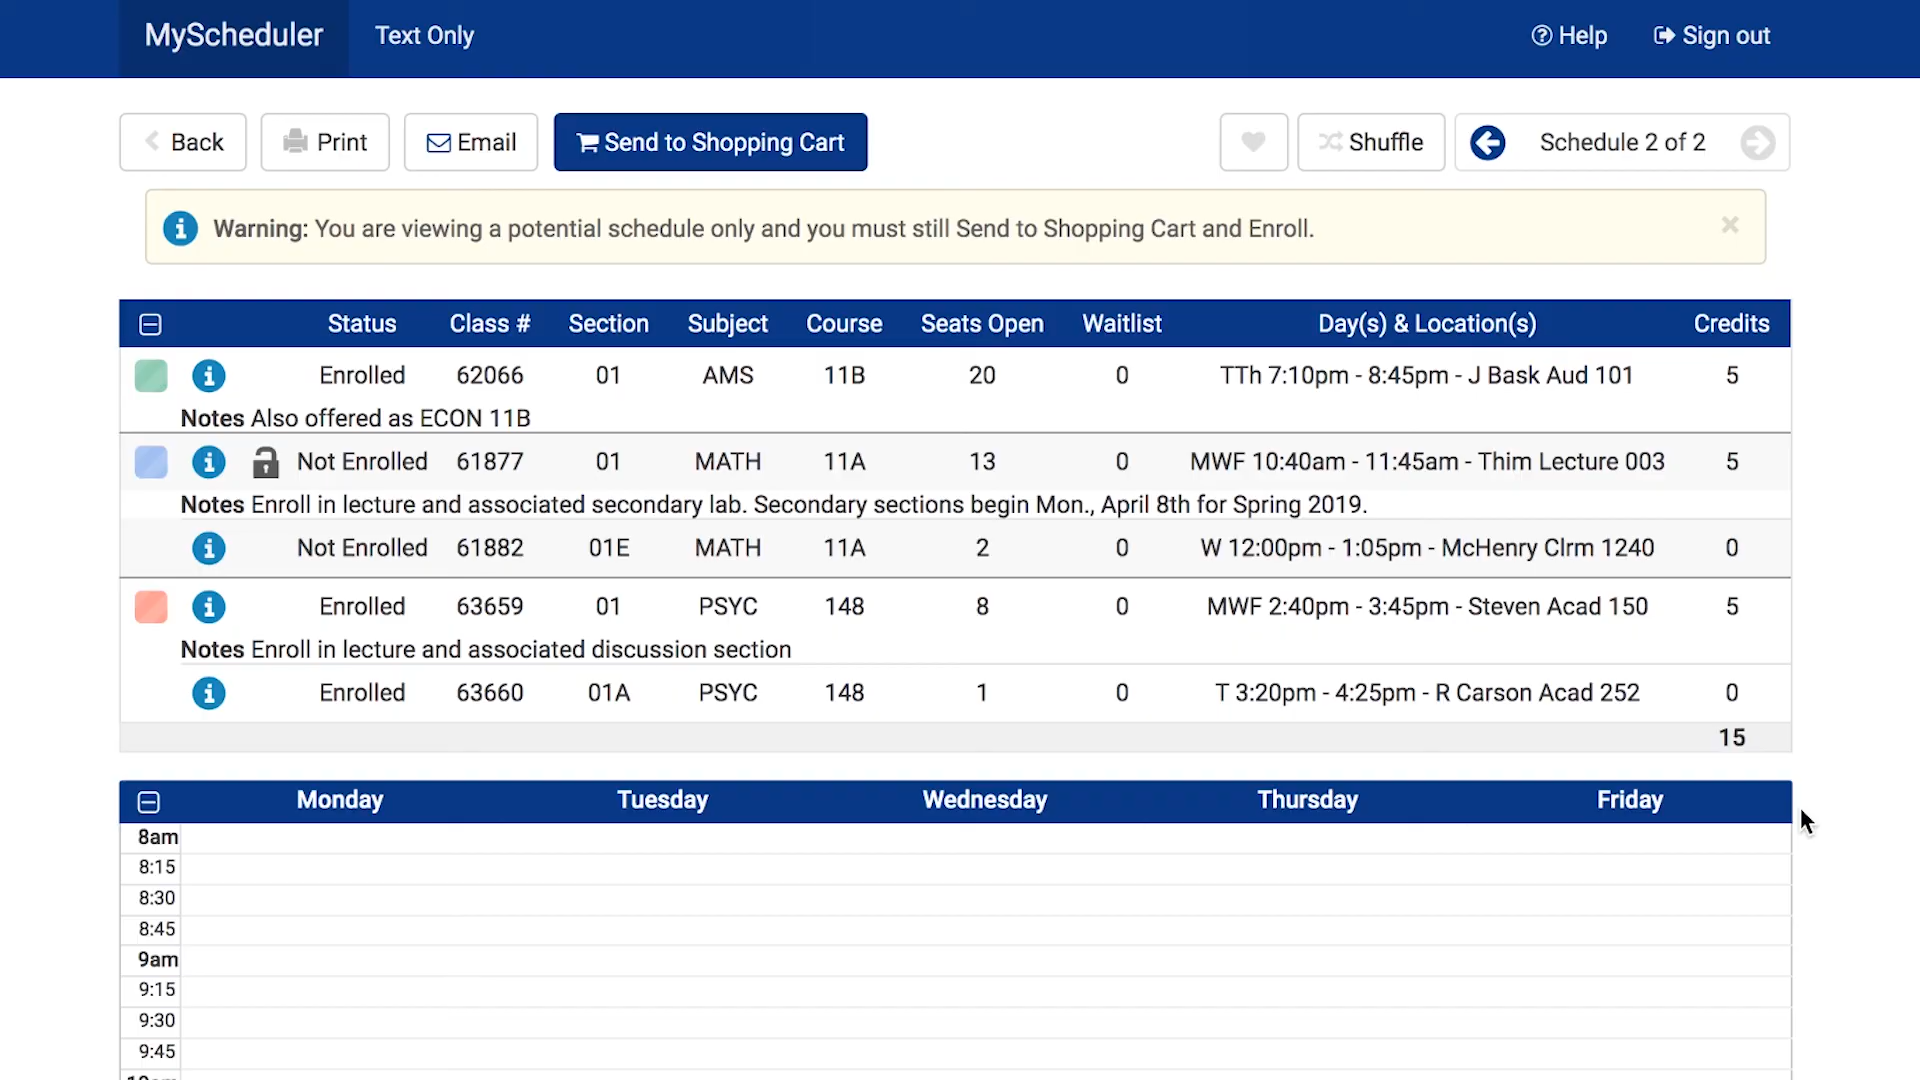 MyScheduler Text Only Help Sign out
Back Print Email Send to Shopping Cart Shuffle Schedule 2 of 2
Warning: You are viewing a potential schedule only and you must still Send to Shopping Cart and Enroll.
Status Class # Section Subject Course Seats Open Waitlist Day(s) & Location(s) Credits
Enrolled 62066 01 AMS 11B 20 0 TTh 7:10pm - 8:45pm - J Bask Aud 101 5
Notes Also offered as ECON 11B
Not Enrolled 61877 01 MATH 11A 13 0 MWF 10:40am - 11:45am - Thim Lecture 003 5
Notes Enroll in lecture and associated secondary lab. Secondary sections begin Mon., April 8th for Spring 2019.
Not Enrolled 61882 01E MATH 11A 2 0 W 12:00pm - 1:05pm - McHenry Clrm 1240 0
Enrolled 63659 01 PSYC 148 8 0 MWF 2:40pm - 3:45pm - Steven Acad 150 5
Notes Enroll in lecture and associated discussion section
Enrolled 63660 01A PSYC 148 1 0 T 3:20pm - 4:25pm - R Carson Acad 252 0
15
Monday Tuesday Wednesday Thursday Friday
8am
8:15
8:30
8:45
9am
9:15
9:30
9:45